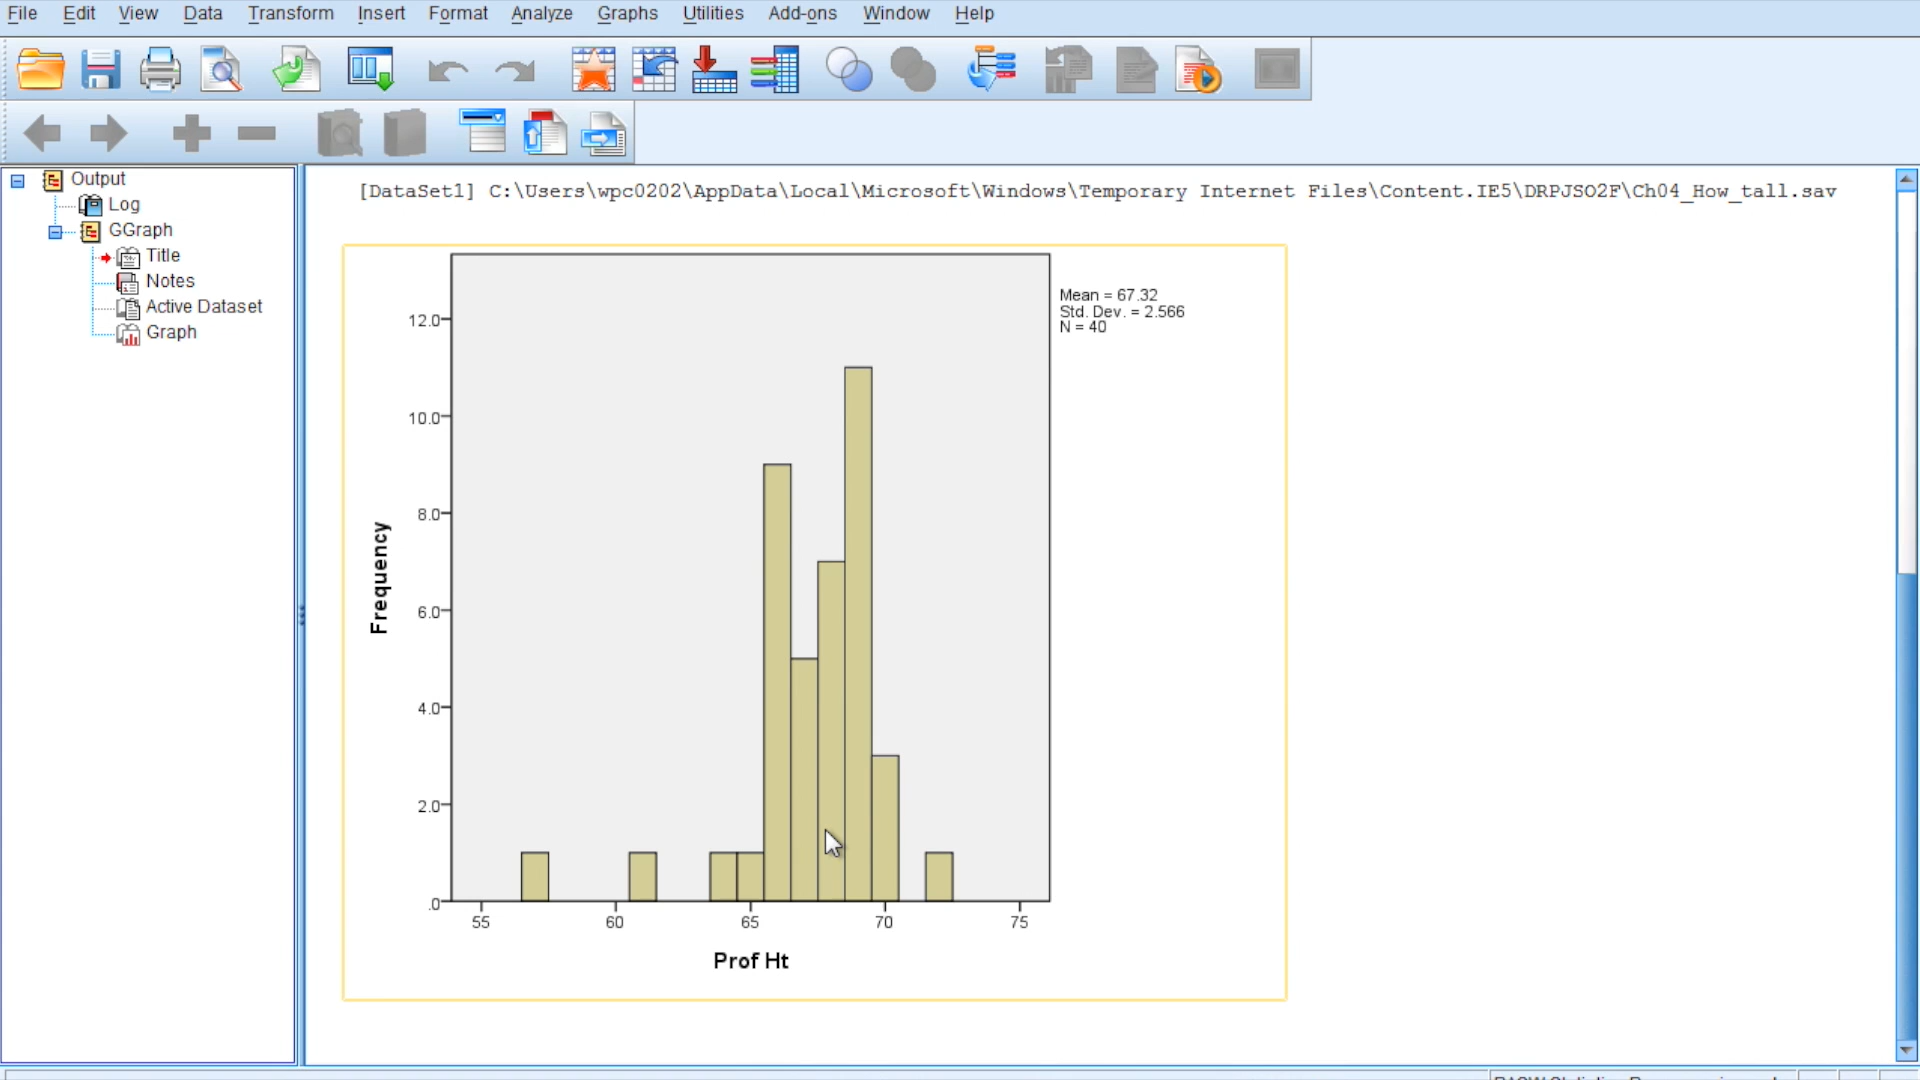 File Edit View Data Transform Insert Format Analyze Graphs Utilities Add-ons Window Help
Output
Log
GGraph
Title
Notes
Active Dataset
Graph
[DataSet1] C:\Users\wpc0202\AppData\Local\Microsoft\Windows\Temporary Internet Files\Content.IE5\DRPJSO2F\Ch04_How_tall.sav
Mean = 67.32
Std. Dev. = 2.566
N = 40
12.0
10.0
8.0
6.0
4.0
2.0
.0
Frequency
55 60 65 70 75
Prof Ht